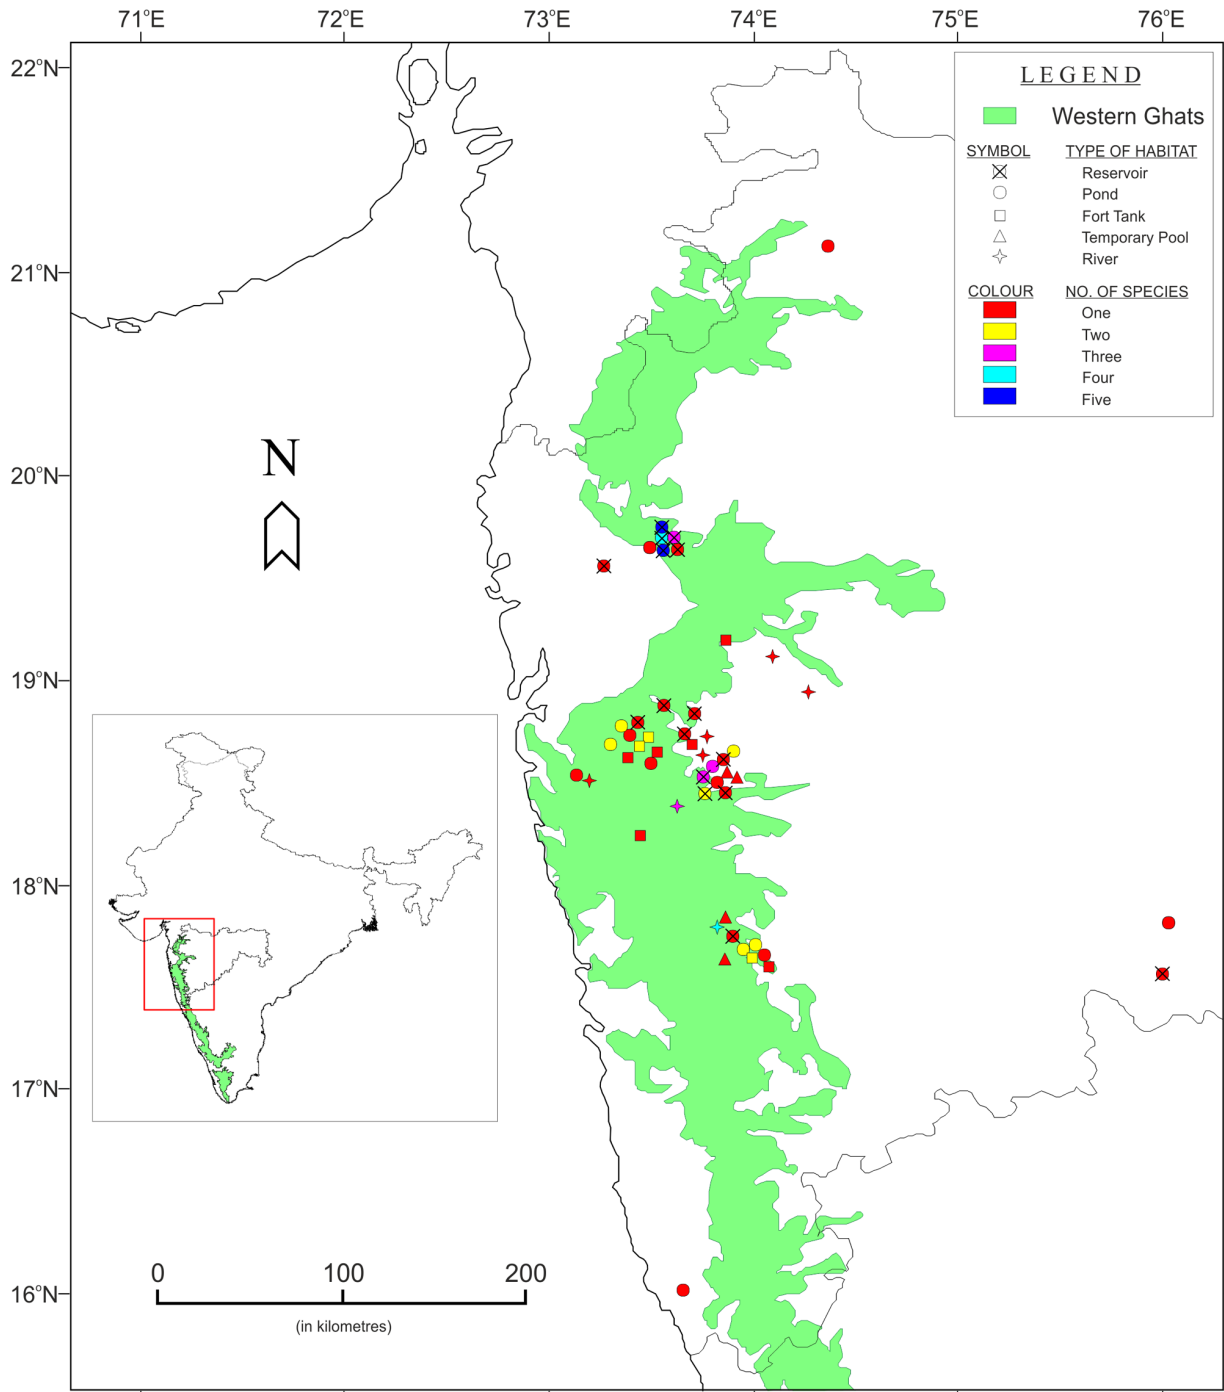 71°E 72°E 73°E 74°E 75°E 76°E
22°N
21°N
20°N
19°N
18°N
17°N
16°N
LEGEND
Western Ghats
SYMBOL TYPE OF HABITAT
Reservoir
Pond
Fort Tank
Temporary Pool
River
COLOUR NO. OF SPECIES
One
Two
Three
Four
Five
N
0 100 200
(in kilometres)